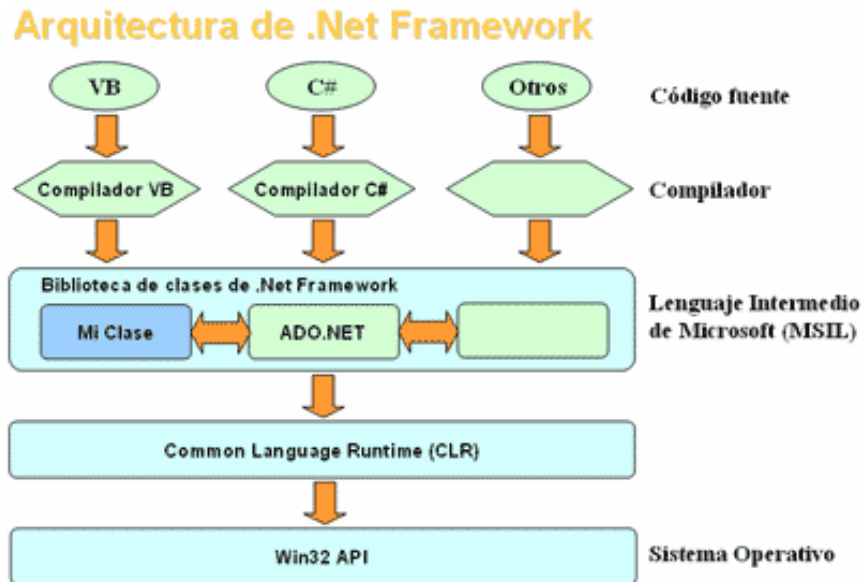 Arquitectura de .Net Framework
VB
C#
Otros
Código fuente
Compilador VB
Compilador C#
Compilador
Biblioteca de clases de .Net Framework
Mi Clase
ADO.NET
Lenguaje Intermedio
de Microsoft (MSIL)
Common Language Runtime (CLR)
Win32 API
Sistema Operativo